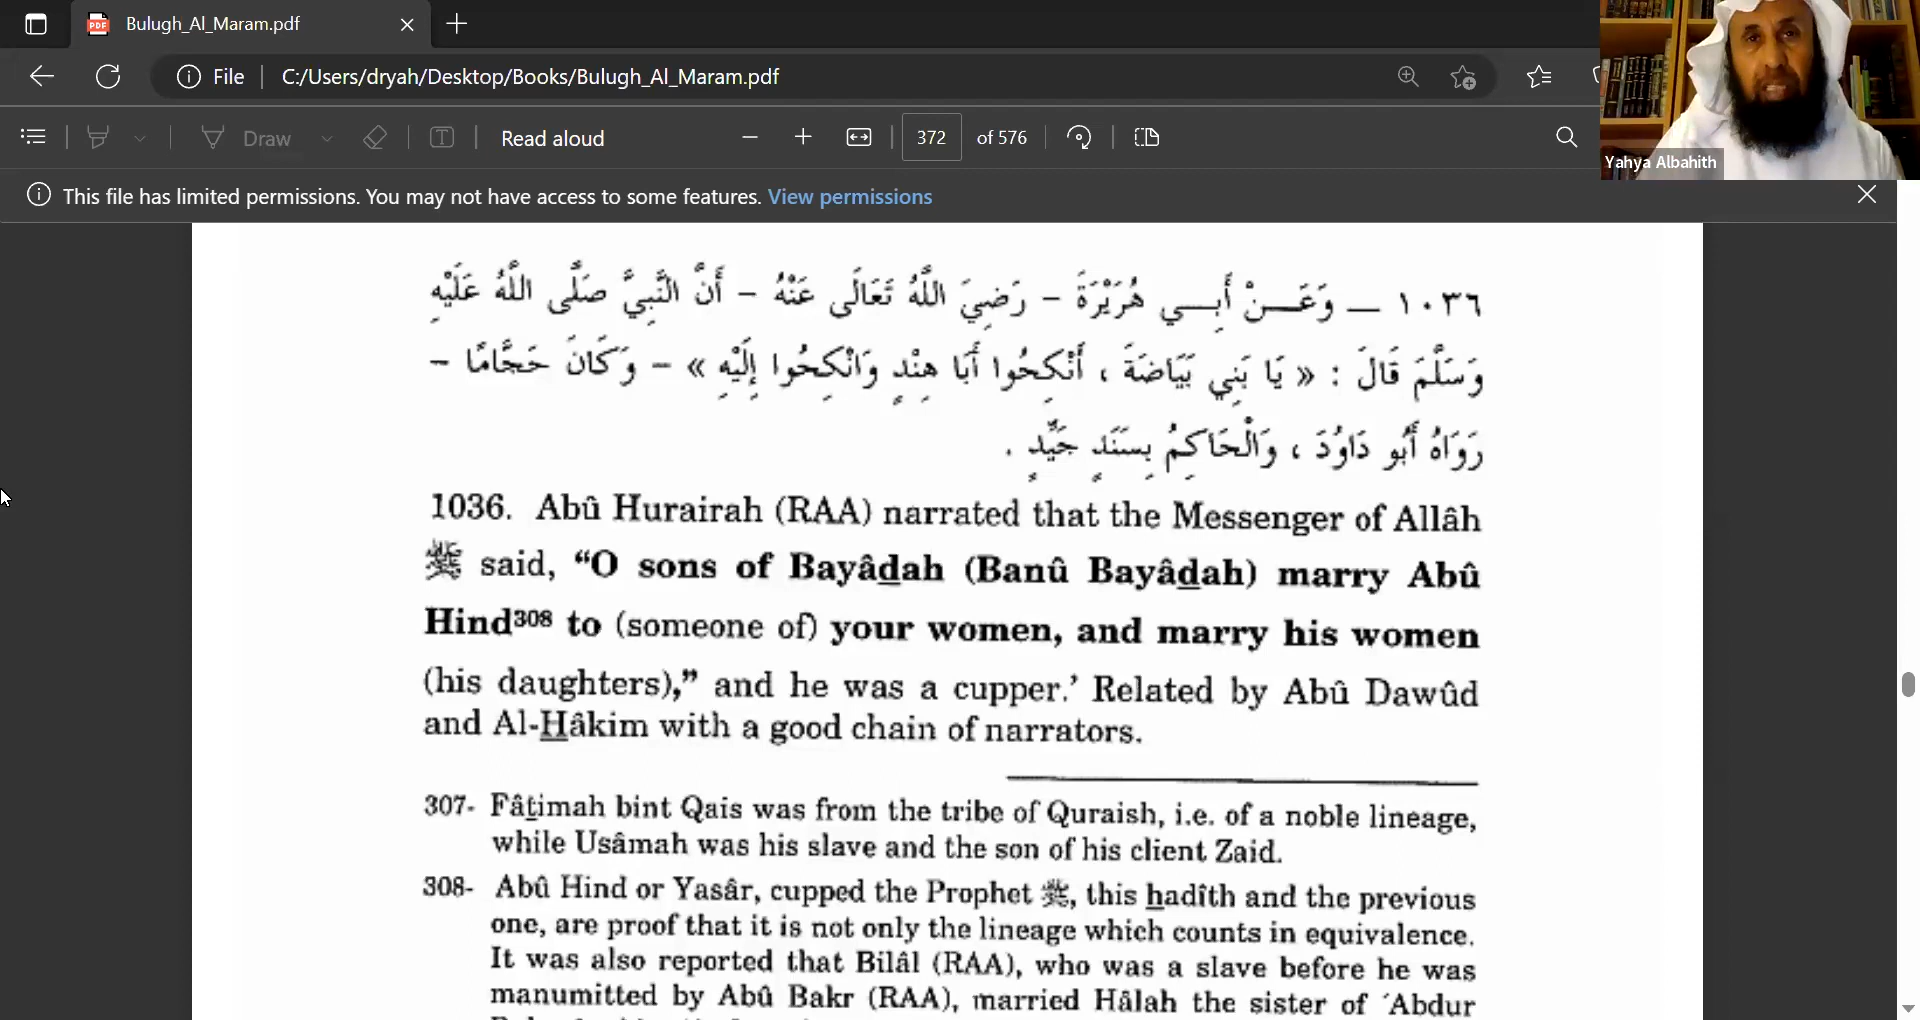 Bulugh_Al_Maram.pdf
File C:/Users/dryah/Desktop/Books/Bulugh_Al_Maram.pdf
Draw Read aloud 372 of 576
Yahya Albahith
This file has limited permissions. You may not have access to some features. View permissions
١٠٣٦ ـ وَعَـنْ أَبِـي هُرَيْرَةَ - رَضِيَ اللَّهُ تَعَالَى عَنْهُ - أَنَّ النَّبِيَّ صَلَّى اللَّهُ عَلَيْهِ
وَسَلَّمَ قَالَ : « يَا بَنِي بَيَاضَةَ ، أَنْكِحُوا أَبَا هِنْدٍ وَانْكِحُوا إِلَيْهِ » - وَكَانَ حَجَّامًا -
رَوَاهُ أَبُو دَاوُدَ ، وَالْحَاكِمُ بِسَنَدٍ جَيِّدٍ .
1036. Abû Hurairah (RAA) narrated that the Messenger of Allâh
ﷺ said, “O sons of Bayâḏah (Banû Bayâḏah) marry Abû
Hind³⁰⁸ to (someone of) your women, and marry his women
(his daughters),” and he was a cupper.’ Related by Abû Dawûd
and Al-H̱âkim with a good chain of narrators.
307- Fâṯimah bint Qais was from the tribe of Quraish, i.e. of a noble lineage,
while Usâmah was his slave and the son of his client Zaid.
308- Abû Hind or Yasâr, cupped the Prophet ﷺ, this ẖadîth and the previous
one, are proof that it is not only the lineage which counts in equivalence.
It was also reported that Bilâl (RAA), who was a slave before he was
manumitted by Abû Bakr (RAA), married Hâlah the sister of ‘Abdur